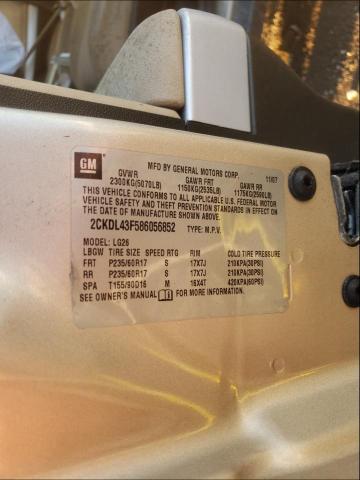 GM
MFD BY GENERAL MOTORS CORP. 11/07
GVWR GAWR FRT GAWR RR
2300KG(5070LB) 1150KG(2535LB) 1175KG(2590LB)
THIS VEHICLE CONFORMS TO ALL APPLICABLE U.S. FEDERAL MOTOR
VEHICLE SAFETY AND THEFT PREVENTION STANDARDS IN EFFECT ON
THE DATE OF MANUFACTURE SHOWN ABOVE.
2CKDL43F586056852 TYPE: M.P.V.
MODEL: LG26
LBGW TIRE SIZE SPEED RTG RIM COLD TIRE PRESSURE
FRT P235/60R17 S 17X7J 210KPA(30PSI)
RR P235/60R17 S 17X7J 210KPA(30PSI)
SPA T155/90D16 M 16X4T 420KPA(60PSI)
SEE OWNER'S MANUAL FOR MORE INFORMATION.